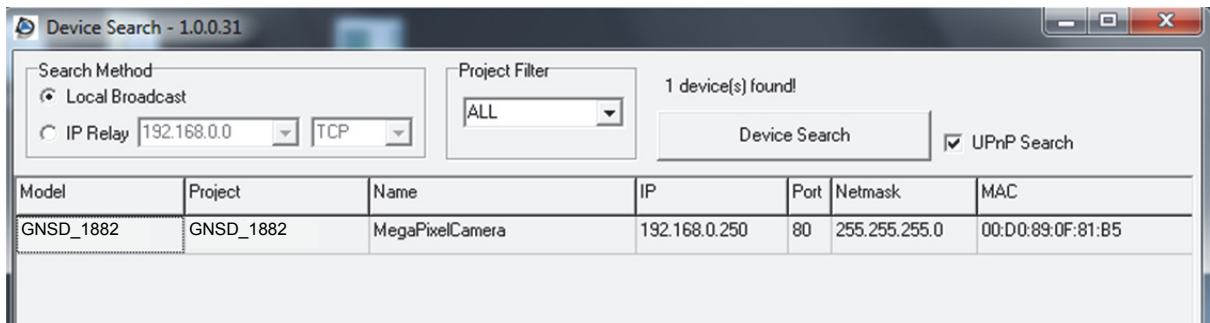 Device Search - 1.0.0.31
Search Method
Local Broadcast
IP Relay 192.168.0.0 TCP
Project Filter
ALL
1 device(s) found!
Device Search
UPnP Search
Model Project Name IP Port Netmask MAC
GNSD_1882 GNSD_1882 MegaPixelCamera 192.168.0.250 80 255.255.255.0 00:D0:89:0F:81:B5